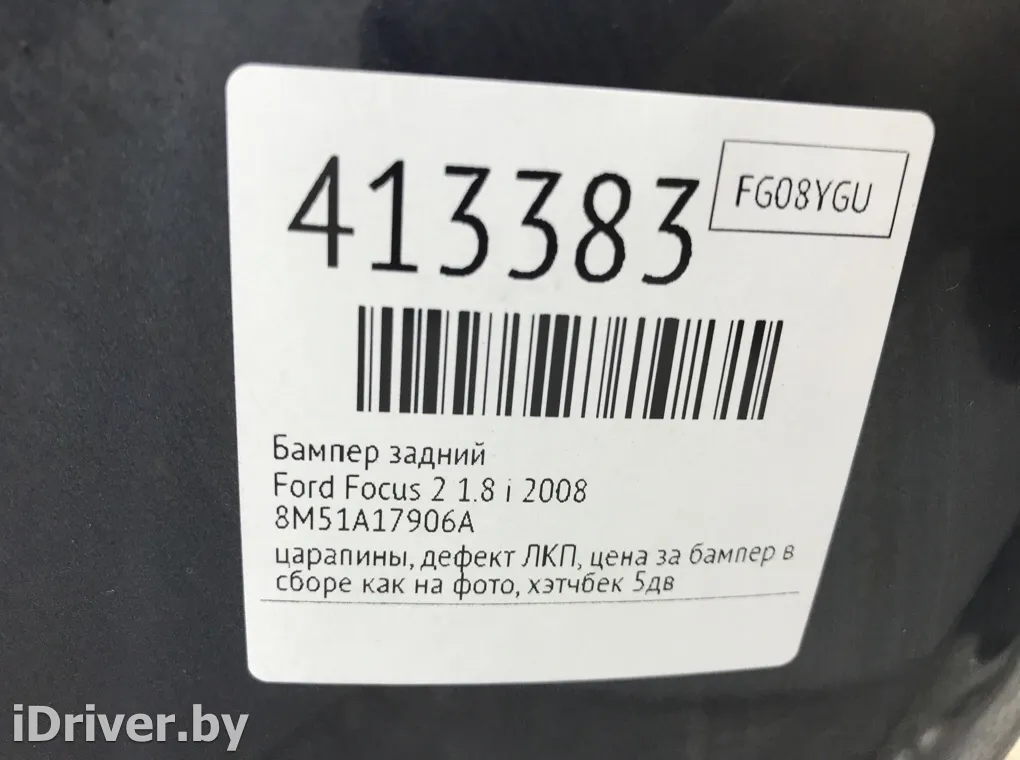 413383
FG08YGU
Бампер задний
Ford Focus 2 1.8 i 2008
8M51A17906A
царапины, дефект ЛКП, цена за бампер в
сборе как на фото, хэтчбек 5дв
iDriver.by